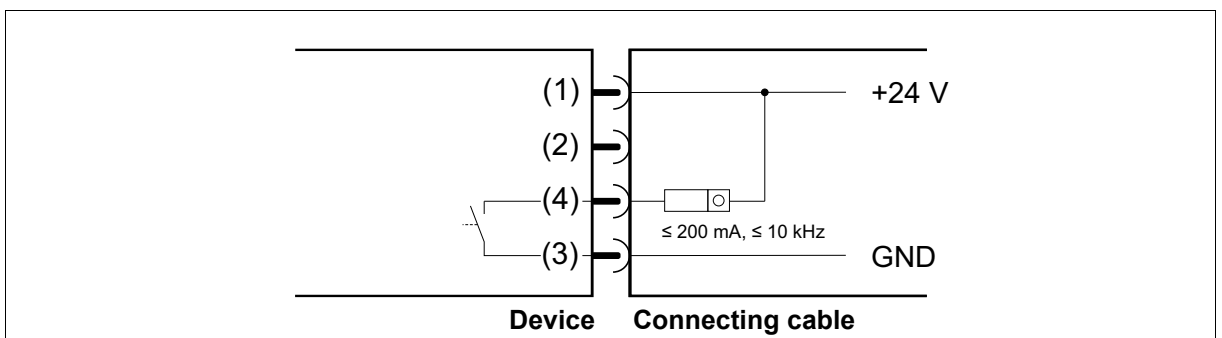 (1)
+24 V
(2)
(4)
≤ 200 mA, ≤ 10 kHz
(3)
GND
Device
Connecting cable